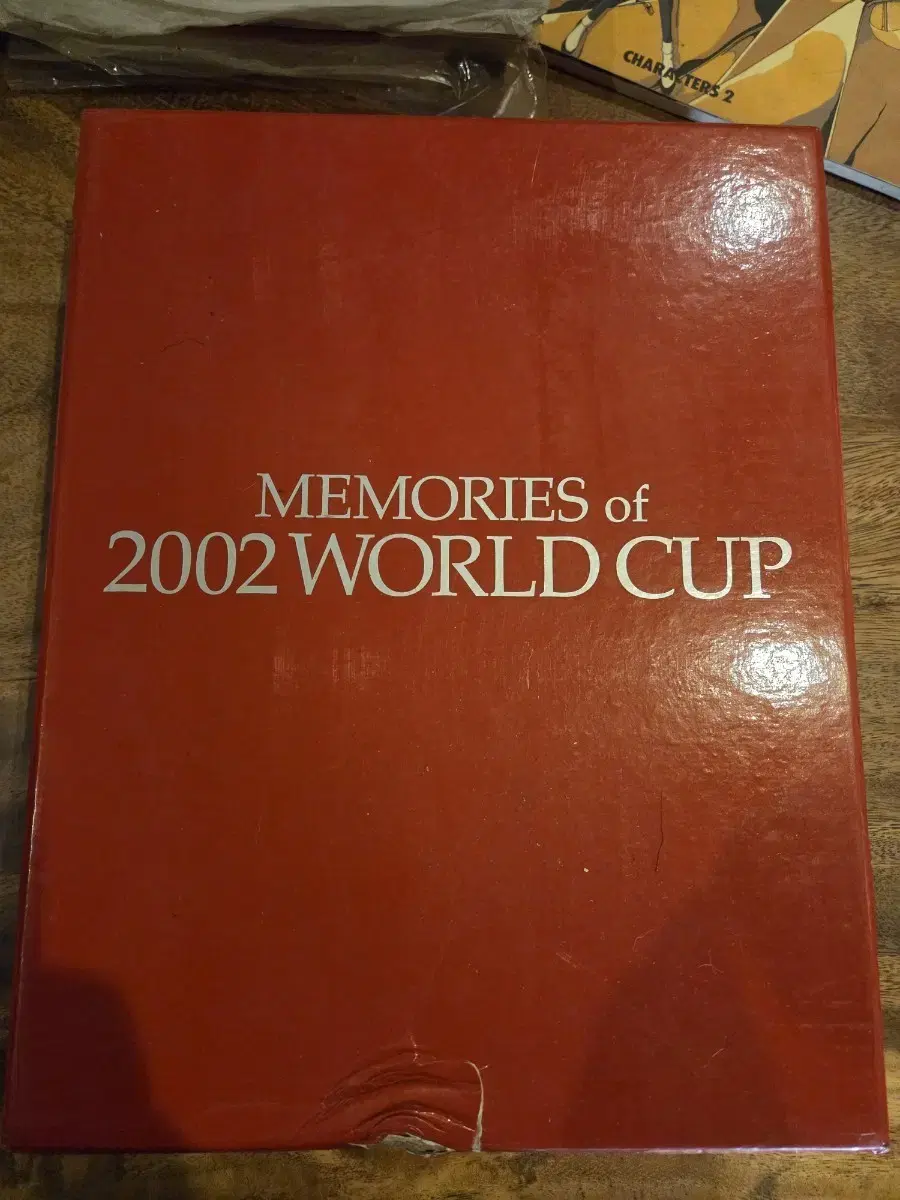 CHARACTERS 2
MEMORIES of
2002 WORLD CUP